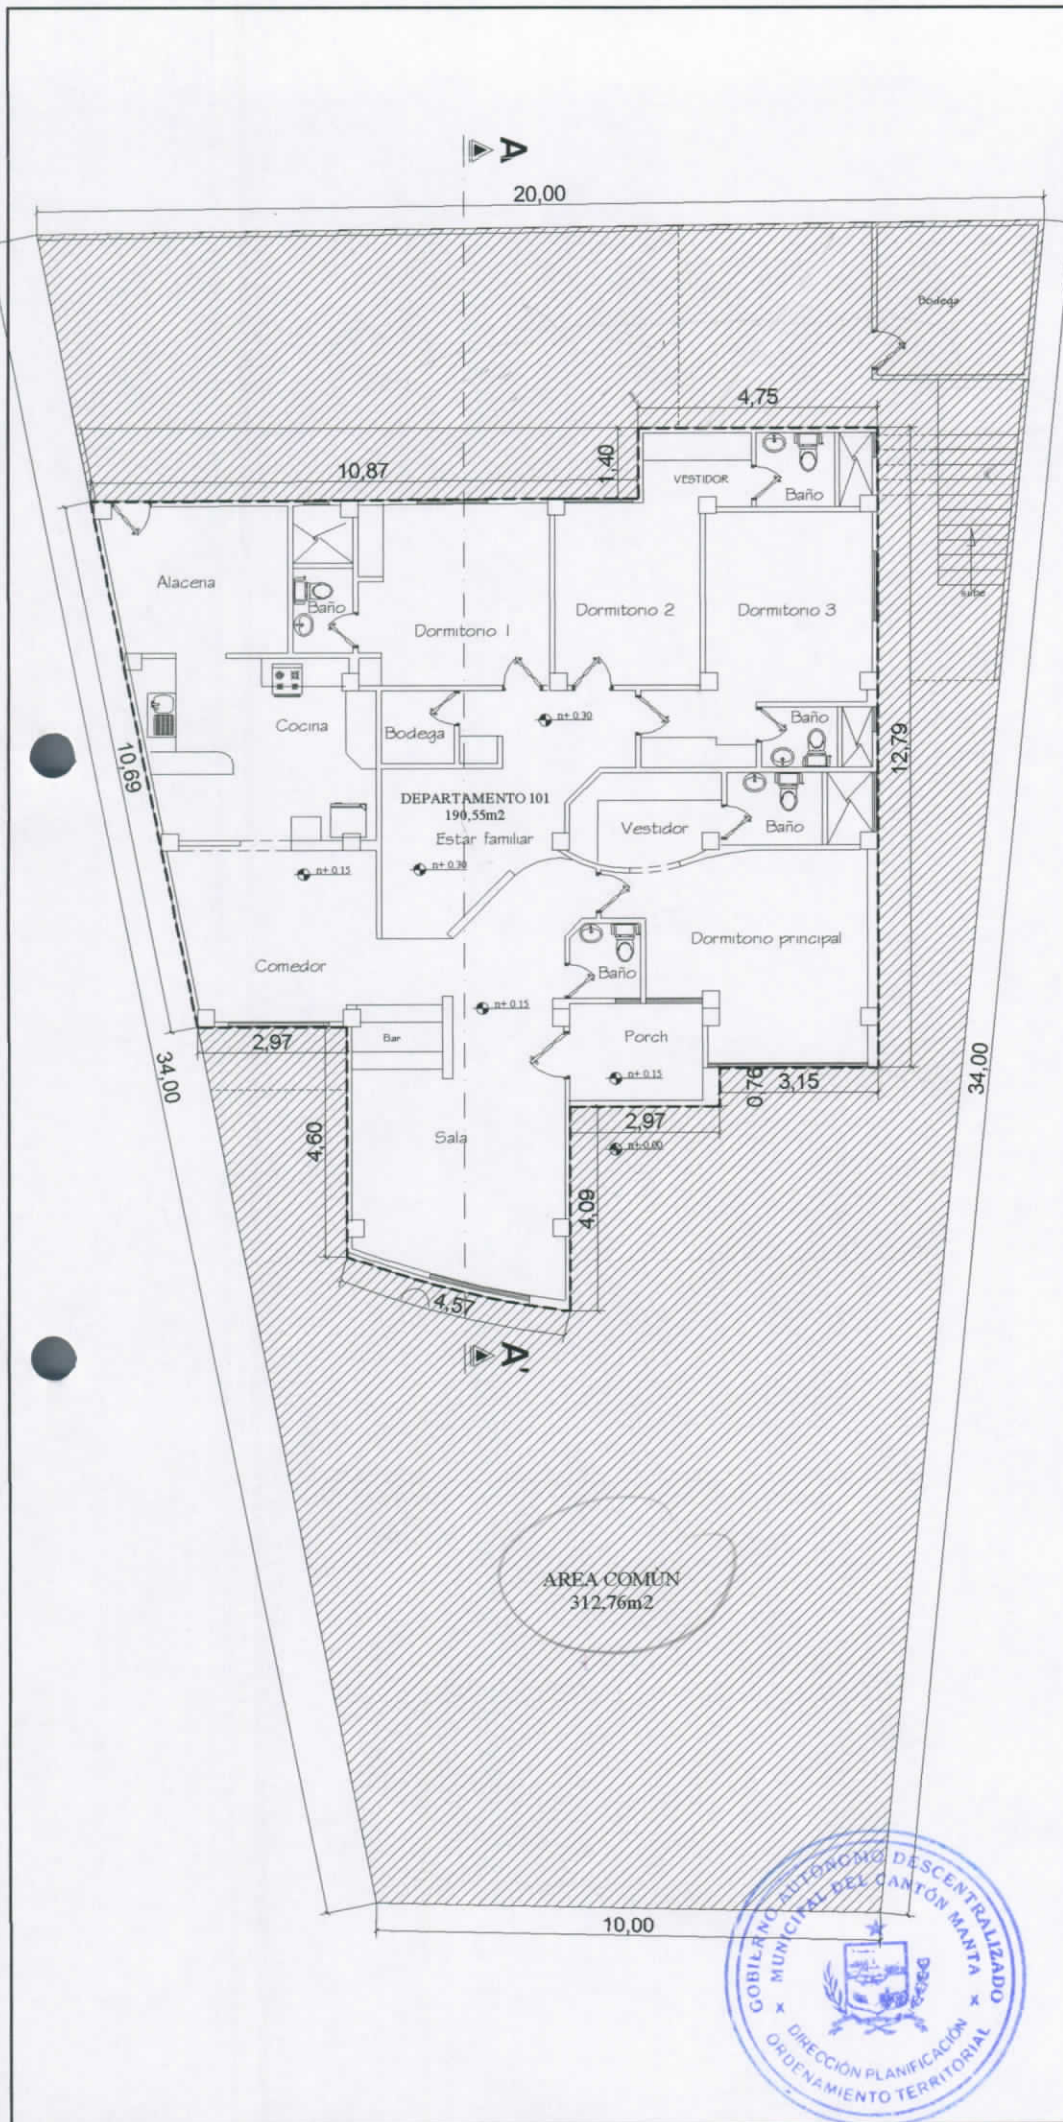 A
20,00
Bodega
4,75
10,87
1,40
VESTIDOR
Baño
Alacena
Baño
Dormitorio 1
Dormitorio 2
Dormitorio 3
sube
Cocina
Bodega
n+ 0.30
Baño
10,69
12,79
DEPARTAMENTO 101
190,55m2
Estar familiar
Vestidor
Baño
n+ 0.15
n+ 0.30
Comedor
Dormitorio principal
Baño
n+ 0.15
2,97
Bar
Porch
34,00
34,00
n+ 0.15
0,76
3,15
4,60
Sala
2,97
n+ 0.00
4,09
4,57
A'
AREA COMÚN
312,76m2
10,00
GOBIERNO AUTÓNOMO DESCENTRALIZADO
MUNICIPAL DEL CANTÓN MANTA
DIRECCIÓN PLANIFICACIÓN
ORDENAMIENTO TERRITORIAL